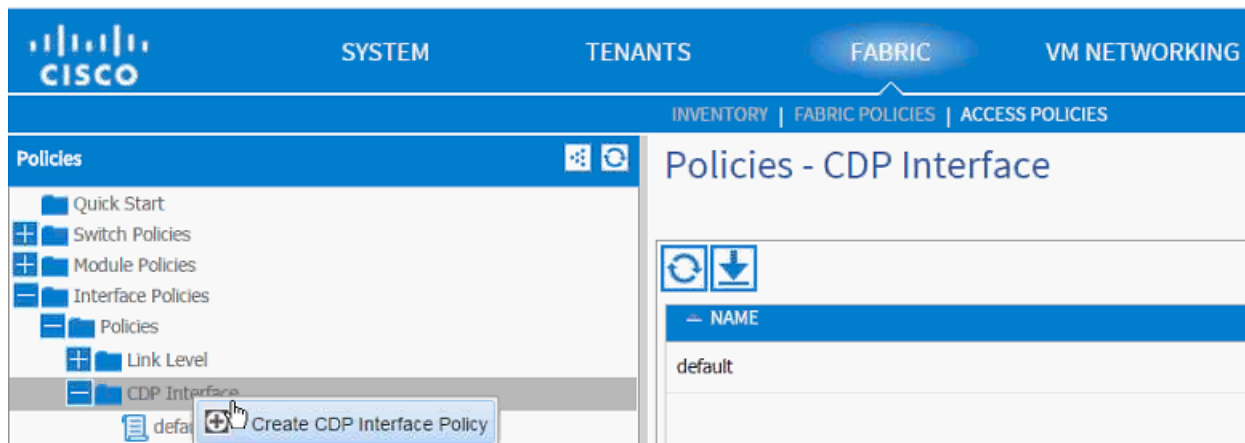 CISCO
SYSTEM TENANTS FABRIC VM NETWORKING
INVENTORY | FABRIC POLICIES | ACCESS POLICIES
Policies
Quick Start
Switch Policies
Module Policies
Interface Policies
Policies
Link Level
CDP Interface
defa
Create CDP Interface Policy
Policies - CDP Interface
NAME
default